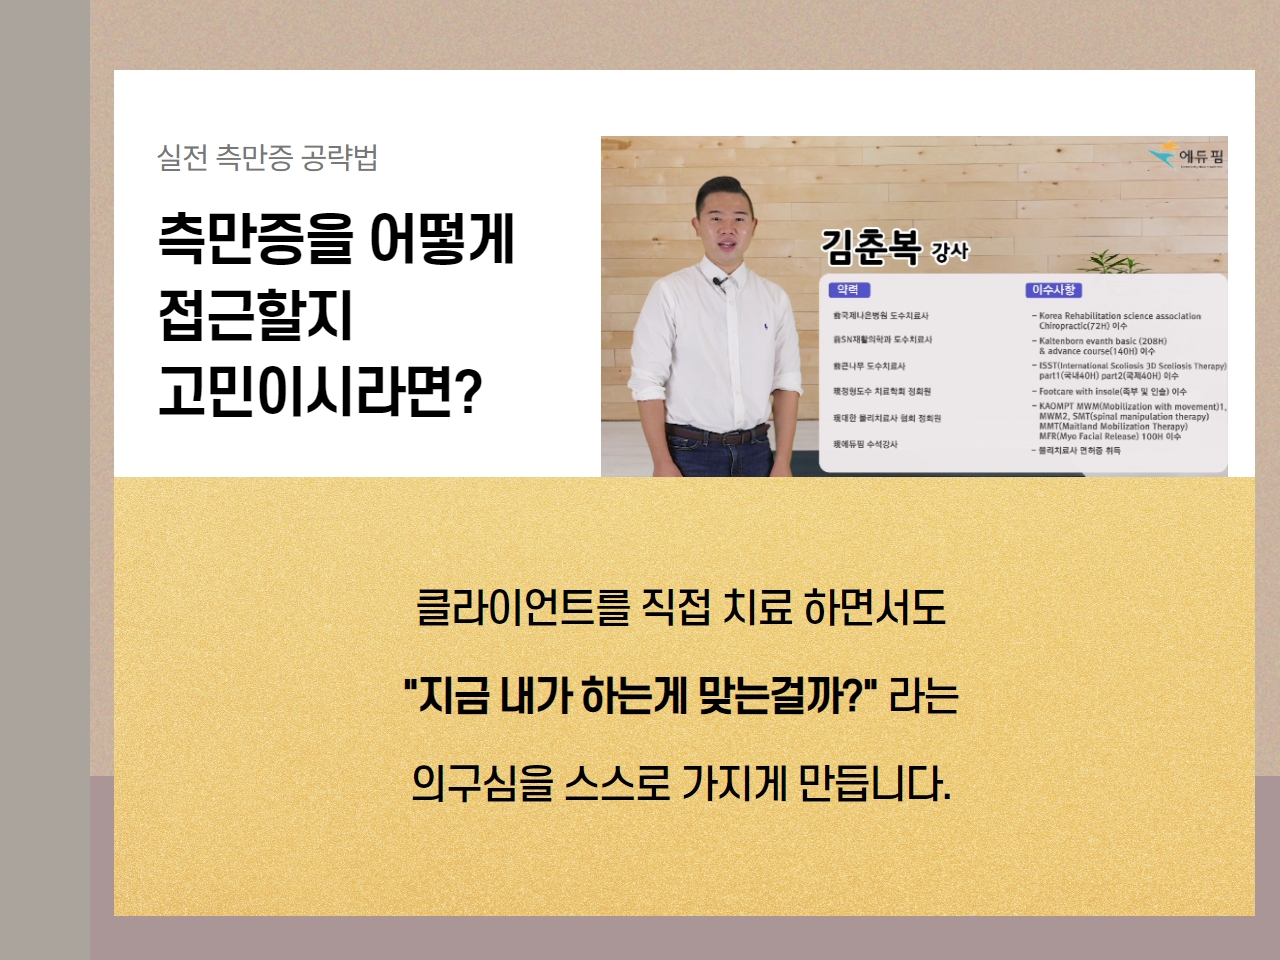 실전 측만증 공략법
측만증을 어떻게
접근할지
고민이시라면?
에듀핌
김춘복 강사
약력
前국제나은병원 도수치료사
前SN재활의학과 도수치료사
前큰나무 도수치료사
現정형도수 치료학회 정회원
現대한 물리치료사 협회 정회원
現에듀핌 수석강사
이수사항
- Korea Rehabilitation science association
Chiropractic(72H) 이수
- Kaltenborn evanth basic (208H)
& advance course(140H) 이수
- ISST(International Scoliosis 3D Scoliosis Therapy)
part1(국내40H) part2(국제40H) 이수
- Footcare with insole(족부 및 인솔) 이수
- KAOMPT MWM(Mobilization with movement)1,
MWM2, SMT(spinal manipulation therapy)
MMT(Maitland Mobilization Therapy)
MFR(Myo Facial Release) 100H 이수
- 물리치료사 면허증 취득
클라이언트를 직접 치료 하면서도
"지금 내가 하는게 맞는걸까?" 라는
의구심을 스스로 가지게 만듭니다.